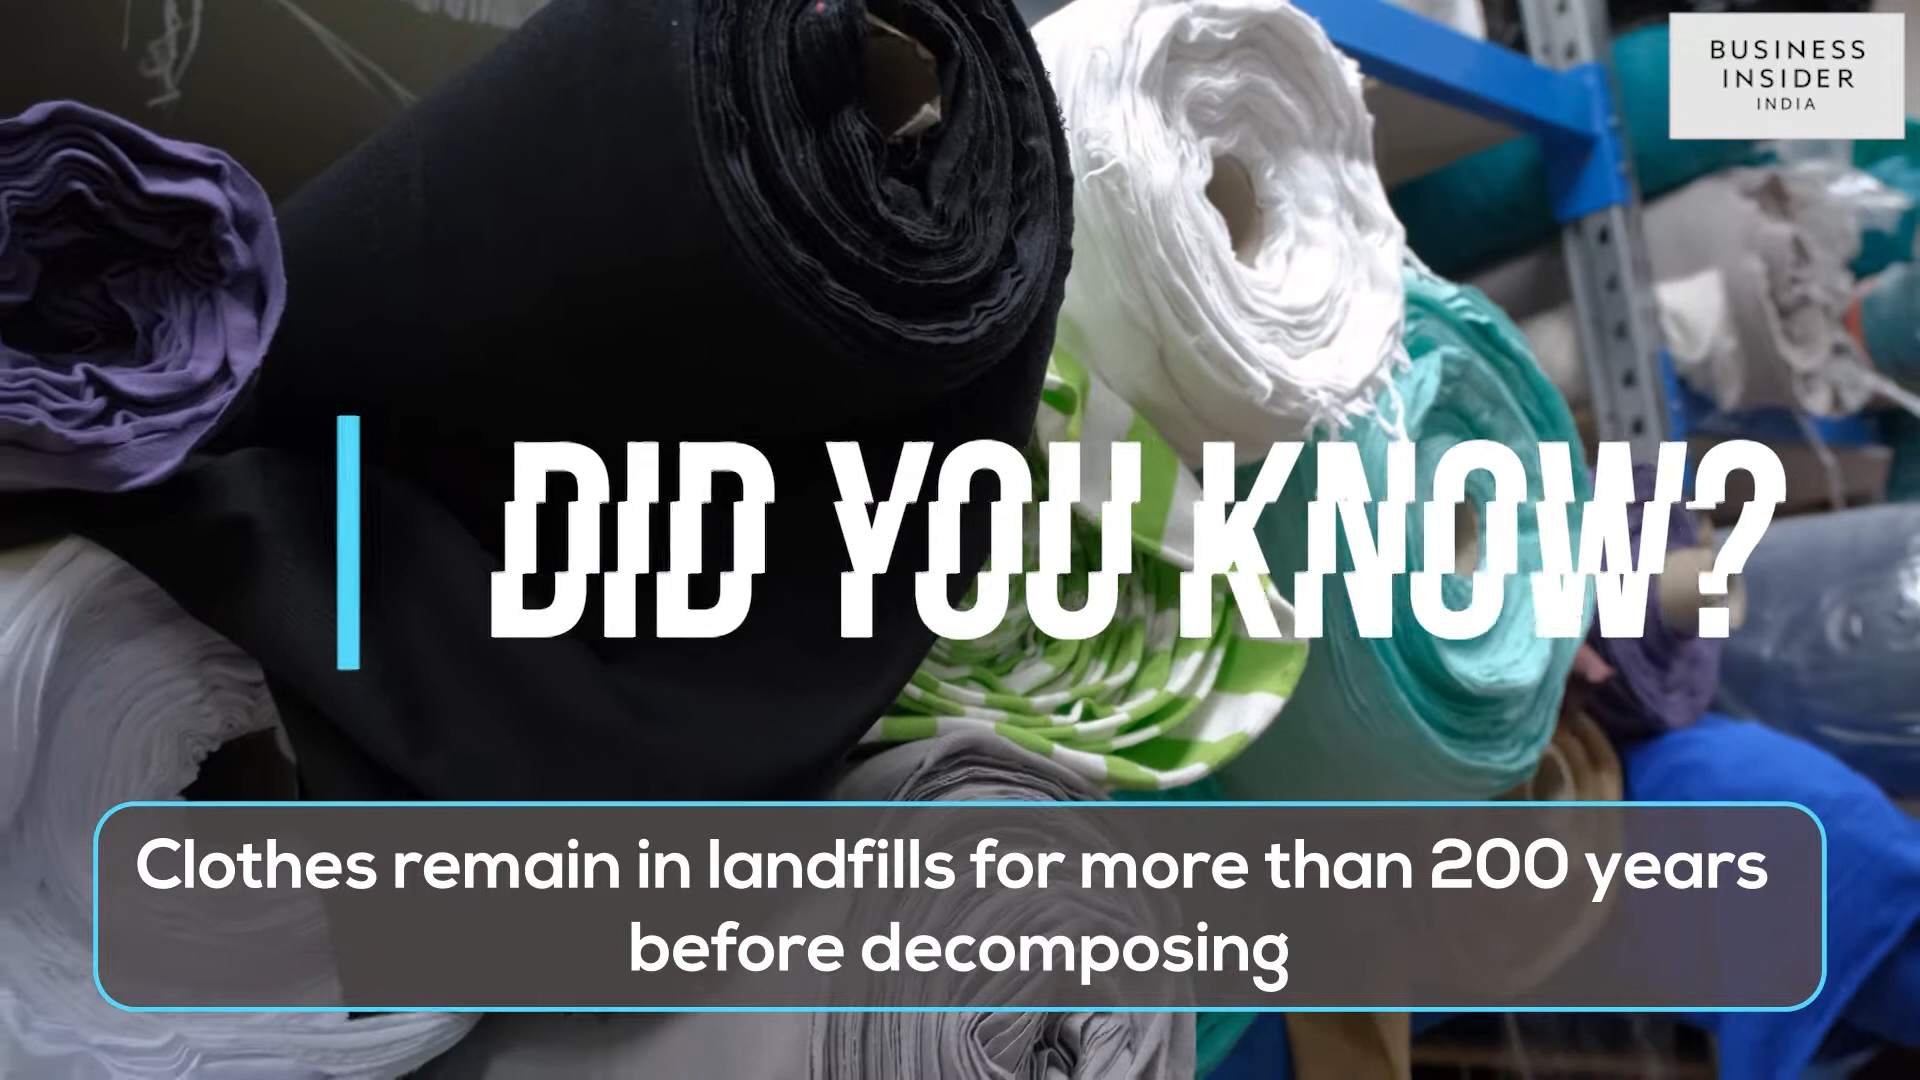 BUSINESS
INSIDER
INDIA
DID YOU KNOW?
Clothes remain in landfills for more than 200 years
before decomposing